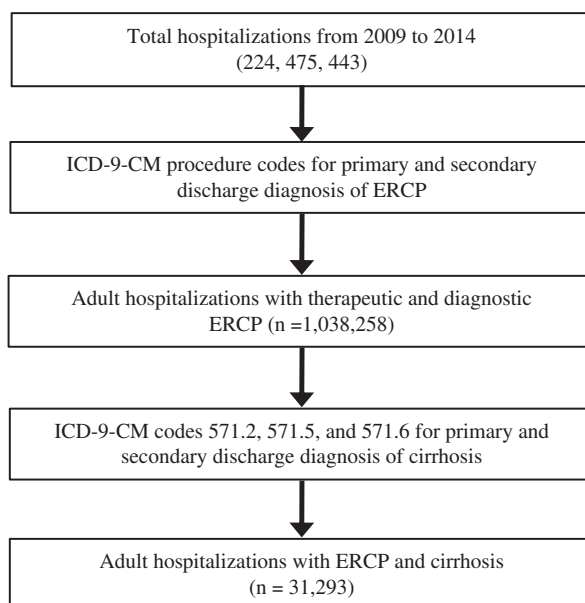 Total hospitalizations from 2009 to 2014
(224, 475, 443)
ICD-9-CM procedure codes for primary and secondary
discharge diagnosis of ERCP
Adult hospitalizations with therapeutic and diagnostic
ERCP (n =1,038,258)
ICD-9-CM codes 571.2, 571.5, and 571.6 for primary and
secondary discharge diagnosis of cirrhosis
Adult hospitalizations with ERCP and cirrhosis
(n = 31,293)